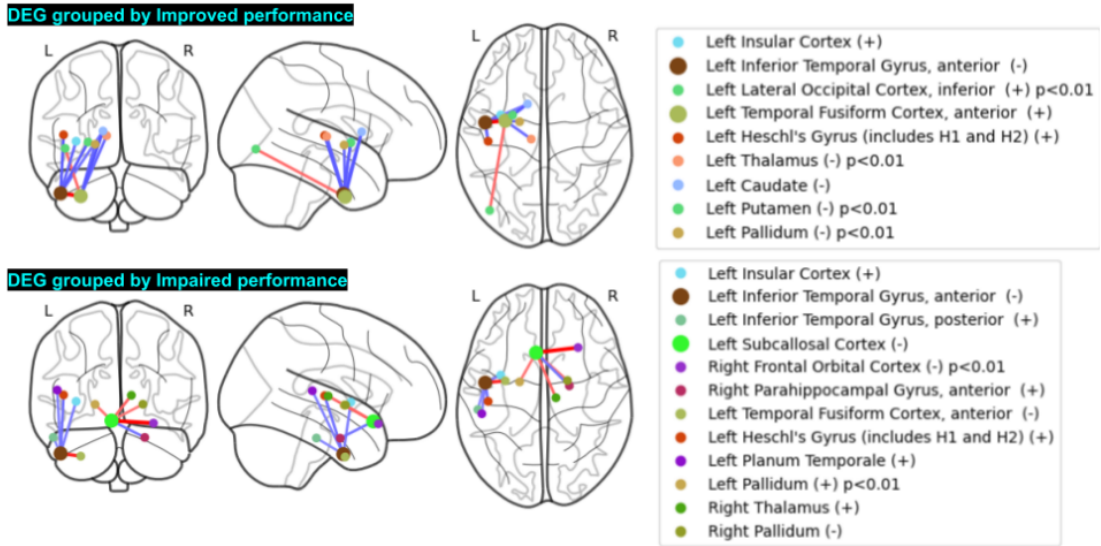 DEG grouped by Improved performance
L R
L
R
Left Insular Cortex (+)
Left Inferior Temporal Gyrus, anterior (-)
Left Lateral Occipital Cortex, inferior (+) p<0.01
Left Temporal Fusiform Cortex, anterior (+)
Left Heschl's Gyrus (includes H1 and H2) (+)
Left Thalamus (-) p<0.01
Left Caudate (-)
Left Putamen (-) p<0.01
Left Pallidum (-) p<0.01
DEG grouped by Impaired performance
L R
L
R
Left Insular Cortex (+)
Left Inferior Temporal Gyrus, anterior (-)
Left Inferior Temporal Gyrus, posterior (+)
Left Subcallosal Cortex (-)
Right Frontal Orbital Cortex (-) p<0.01
Right Parahippocampal Gyrus, anterior (+)
Left Temporal Fusiform Cortex, anterior (-)
Left Heschl's Gyrus (includes H1 and H2) (+)
Left Planum Temporale (+)
Left Pallidum (+) p<0.01
Right Thalamus (+)
Right Pallidum (-)